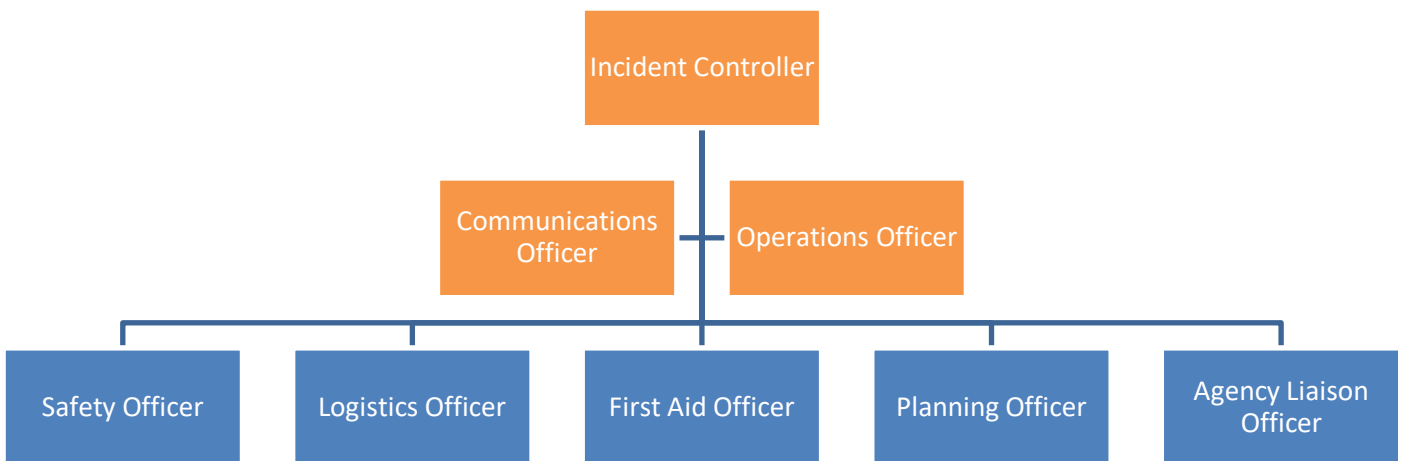 Incident Controller
Communications
Officer
Operations Officer
Safety Officer
Logistics Officer
First Aid Officer
Planning Officer
Agency Liaison
Officer